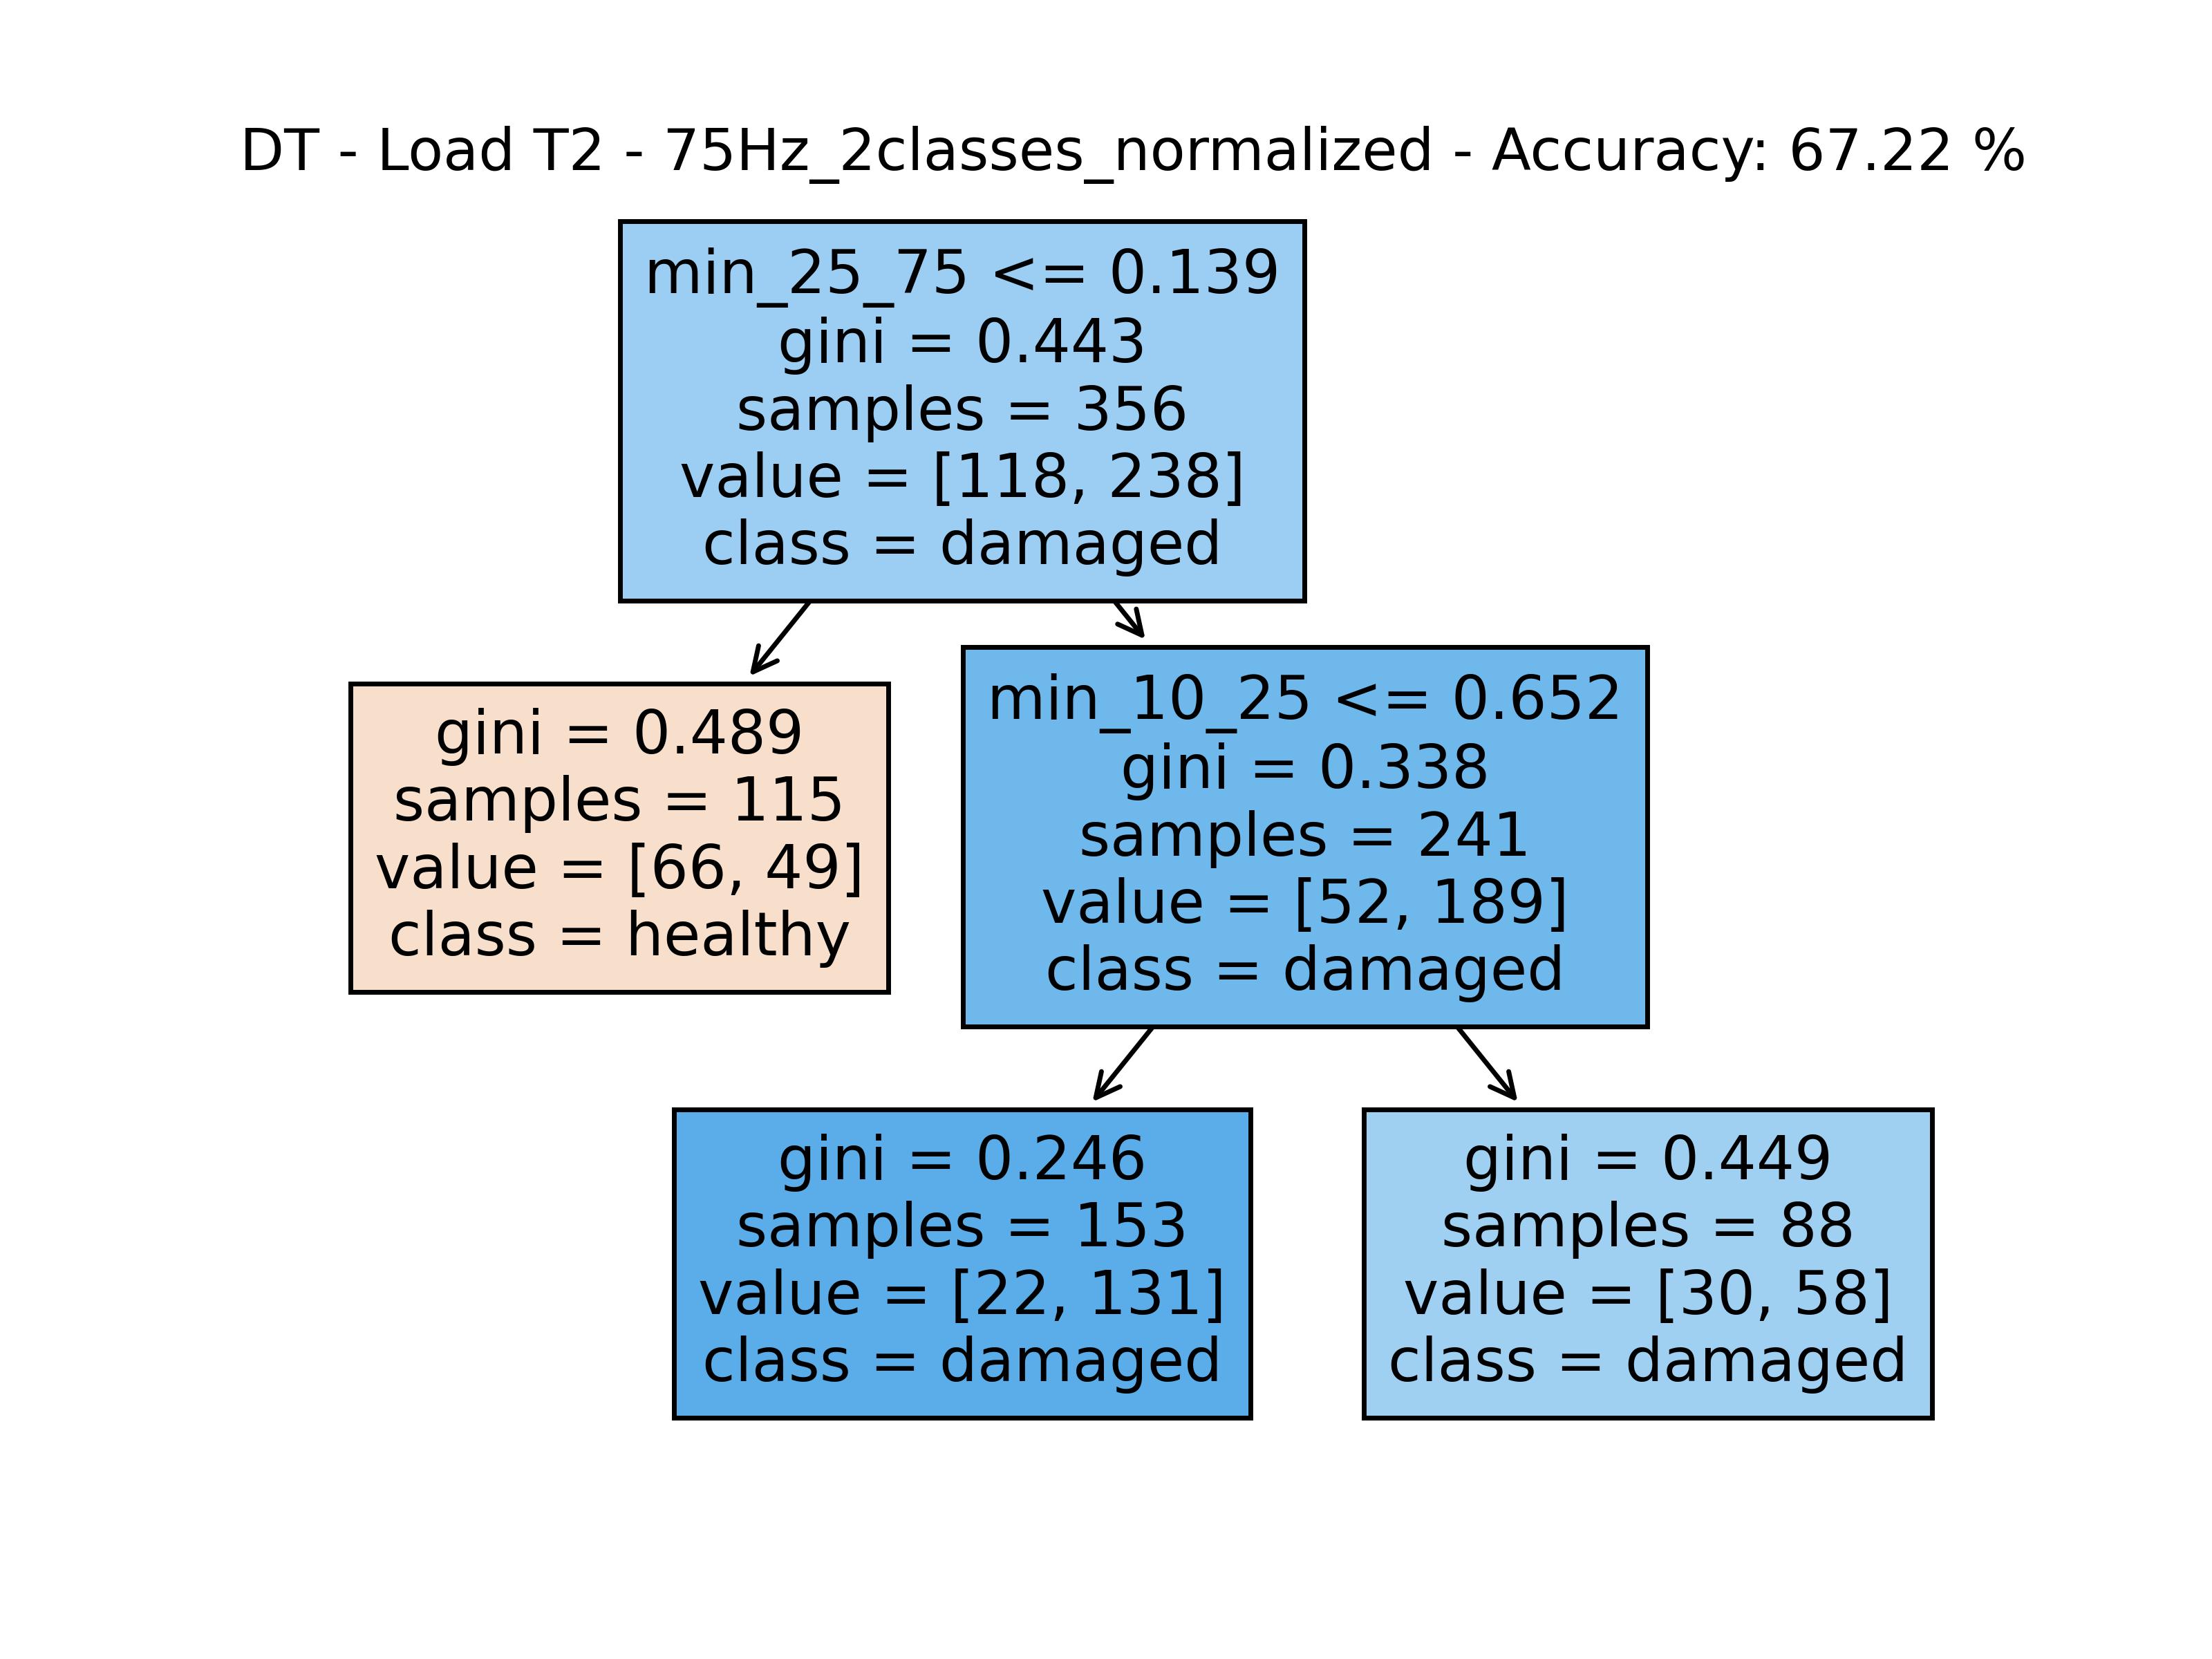 DT - Load T2 - 75Hz_2classes_normalized - Accuracy: 67.22 %
min_25_75 <= 0.139
gini = 0.443
samples = 356
value = [118, 238]
class = damaged
gini = 0.489
samples = 115
value = [66, 49]
class = healthy
min_10_25 <= 0.652
gini = 0.338
samples = 241
value = [52, 189]
class = damaged
gini = 0.246
samples = 153
value = [22, 131]
class = damaged
gini = 0.449
samples = 88
value = [30, 58]
class = damaged